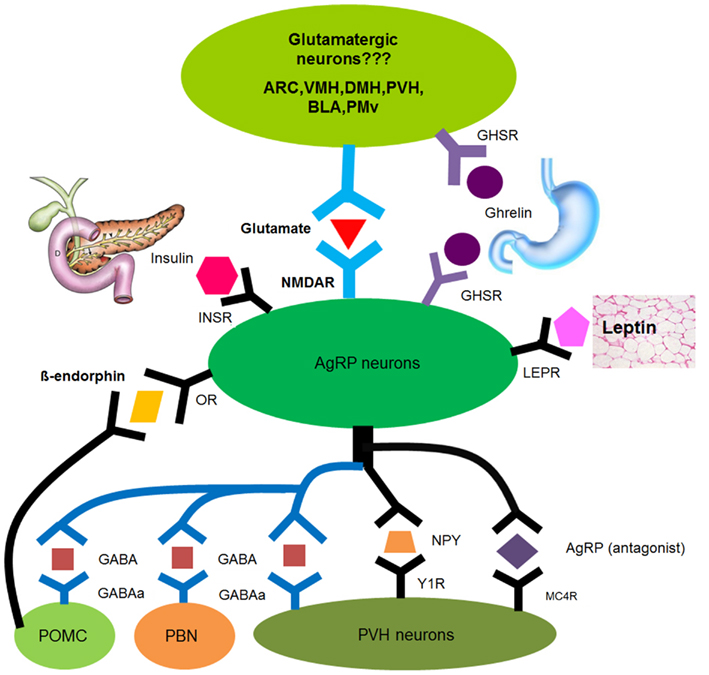 Glutamatergic
neurons???
ARC,VMH,DMH,PVH,
BLA,PMv
GHSR
Ghrelin
Glutamate
D
Insulin
NMDAR
GHSR
INSR
Leptin
AgRP neurons
LEPR
ß-endorphin
OR
NPY
AgRP (antagonist)
GABA
GABA
GABAa
GABAa
Y1R
MC4R
POMC
PBN
PVH neurons